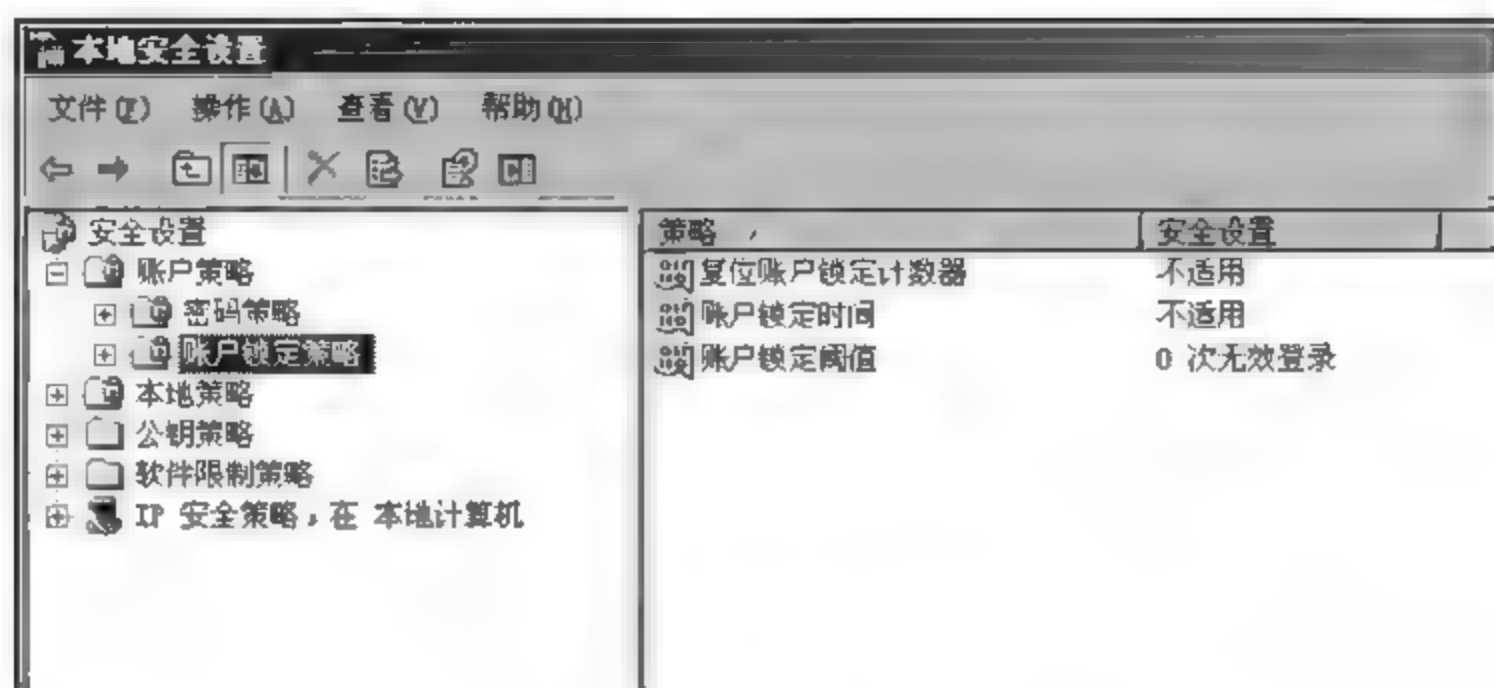 本地安全设置
文件(F) 操作(A) 查看(V) 帮助(H)
安全设置
账户策略
密码策略
账户锁定策略
本地策略
公钥策略
软件限制策略
IP 安全策略，在 本地计算机
策略 安全设置
复位账户锁定计数器 不适用
账户锁定时间 不适用
账户锁定阈值 0 次无效登录